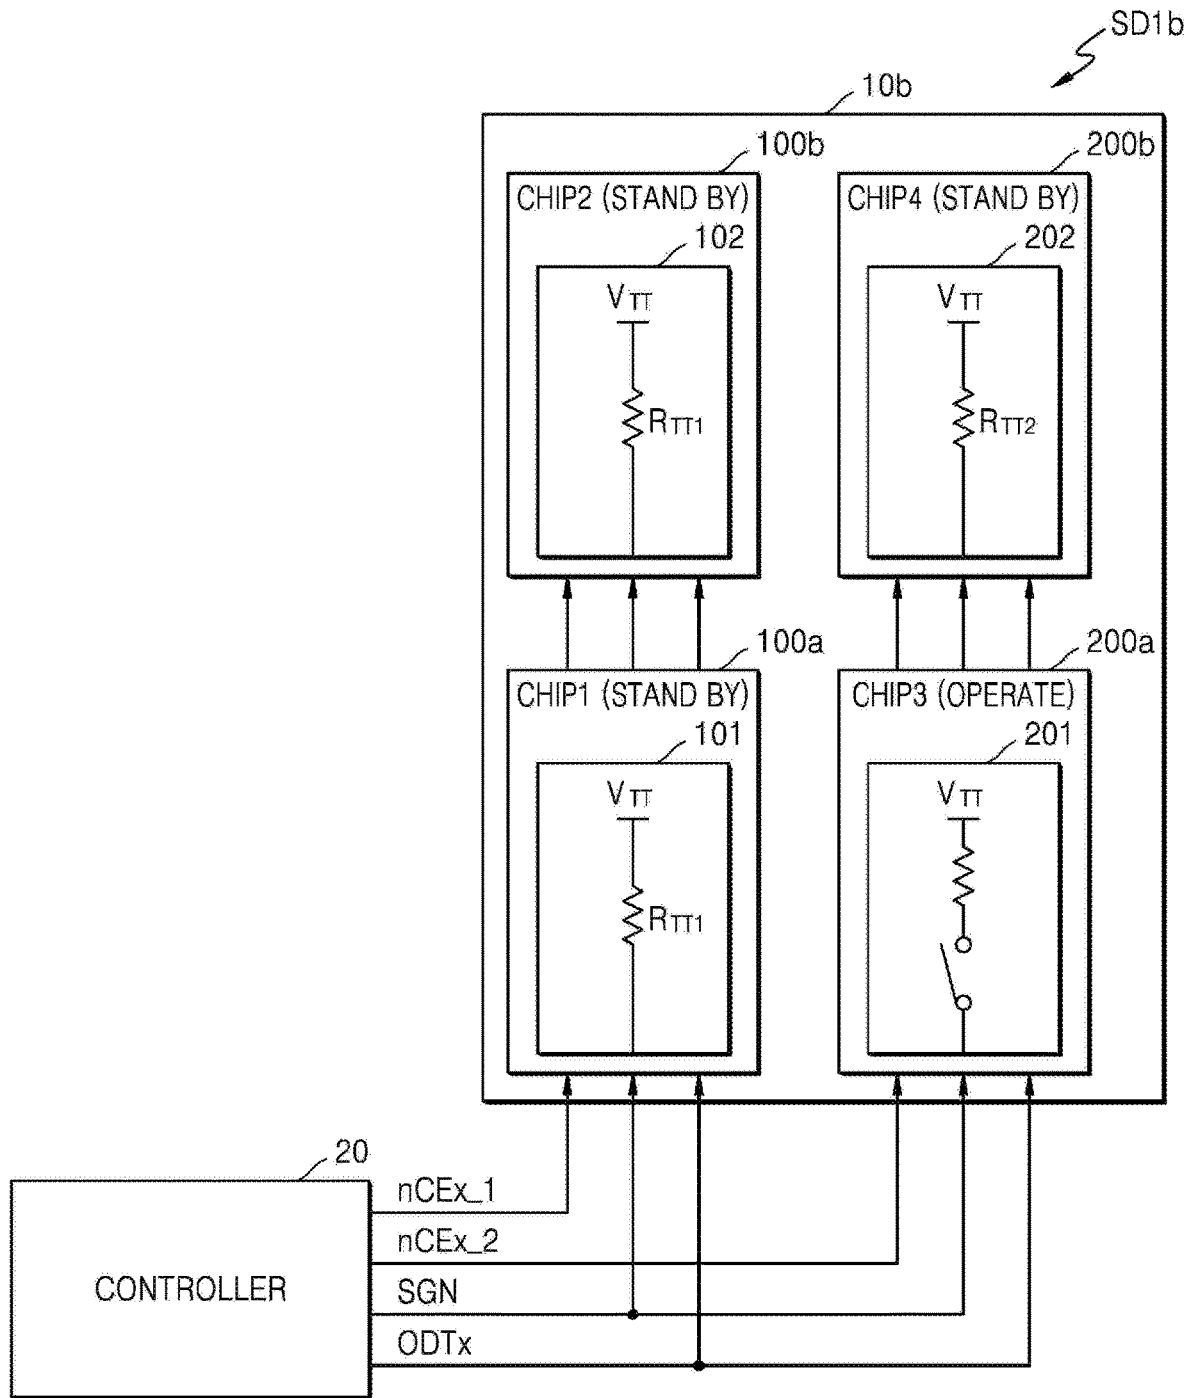 SD1b
10b
100b
200b
CHIP2 (STAND BY)
CHIP4 (STAND BY)
102
202
VTT
VTT
RTT1
RTT2
100a
200a
CHIP1 (STAND BY)
CHIP3 (OPERATE)
101
201
VTT
VTT
RTT1
20
nCEx_1
nCEx_2
CONTROLLER
SGN
ODTx